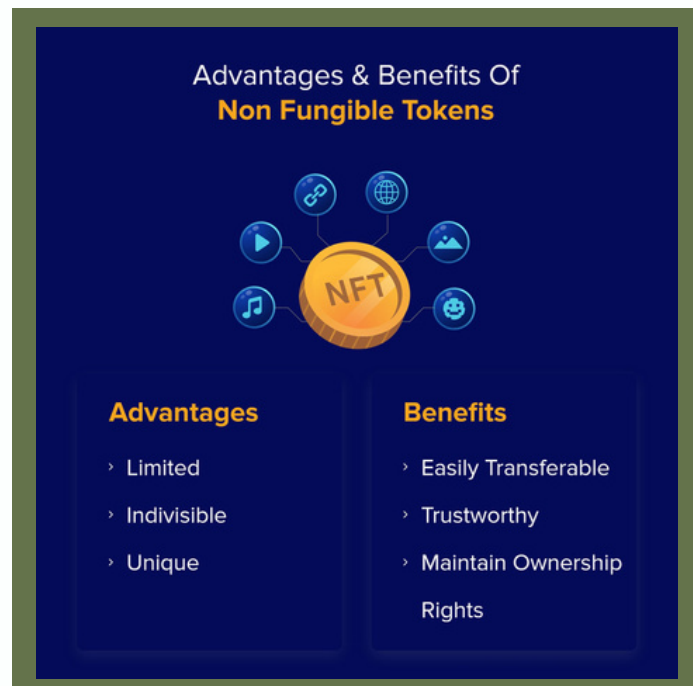 Advantages & Benefits Of
Non Fungible Tokens
NFT
Advantages
Limited
Indivisible
Unique
Benefits
Easily Transferable
Trustworthy
Maintain Ownership
Rights